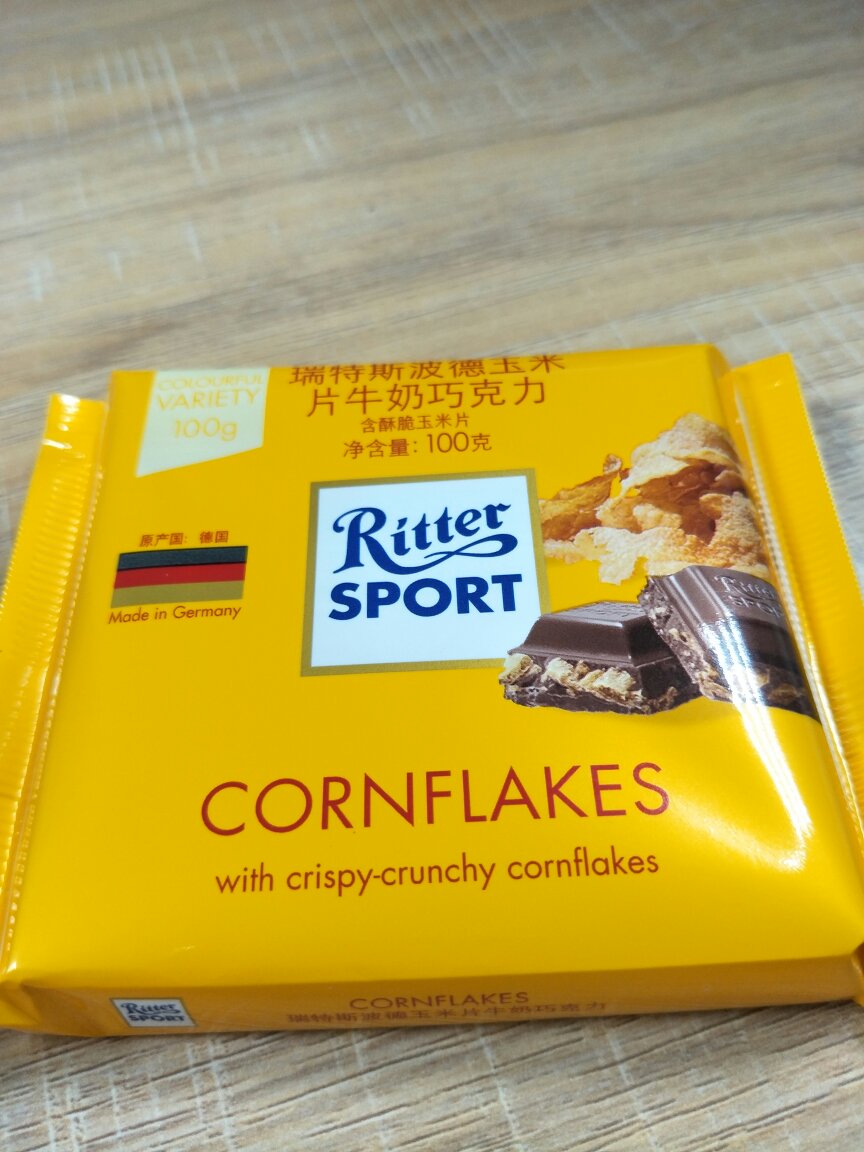 COLOURFUL
VARIETY
100g
瑞特斯波德玉米
片牛奶巧克力
含酥脆玉米片
净含量: 100克
原产国: 德国
Made in Germany
Ritter
SPORT
Ritter
SPORT
CORNFLAKES
with crispy-crunchy cornflakes
Ritter
SPORT
CORNFLAKES
瑞特斯波德玉米片牛奶巧克力